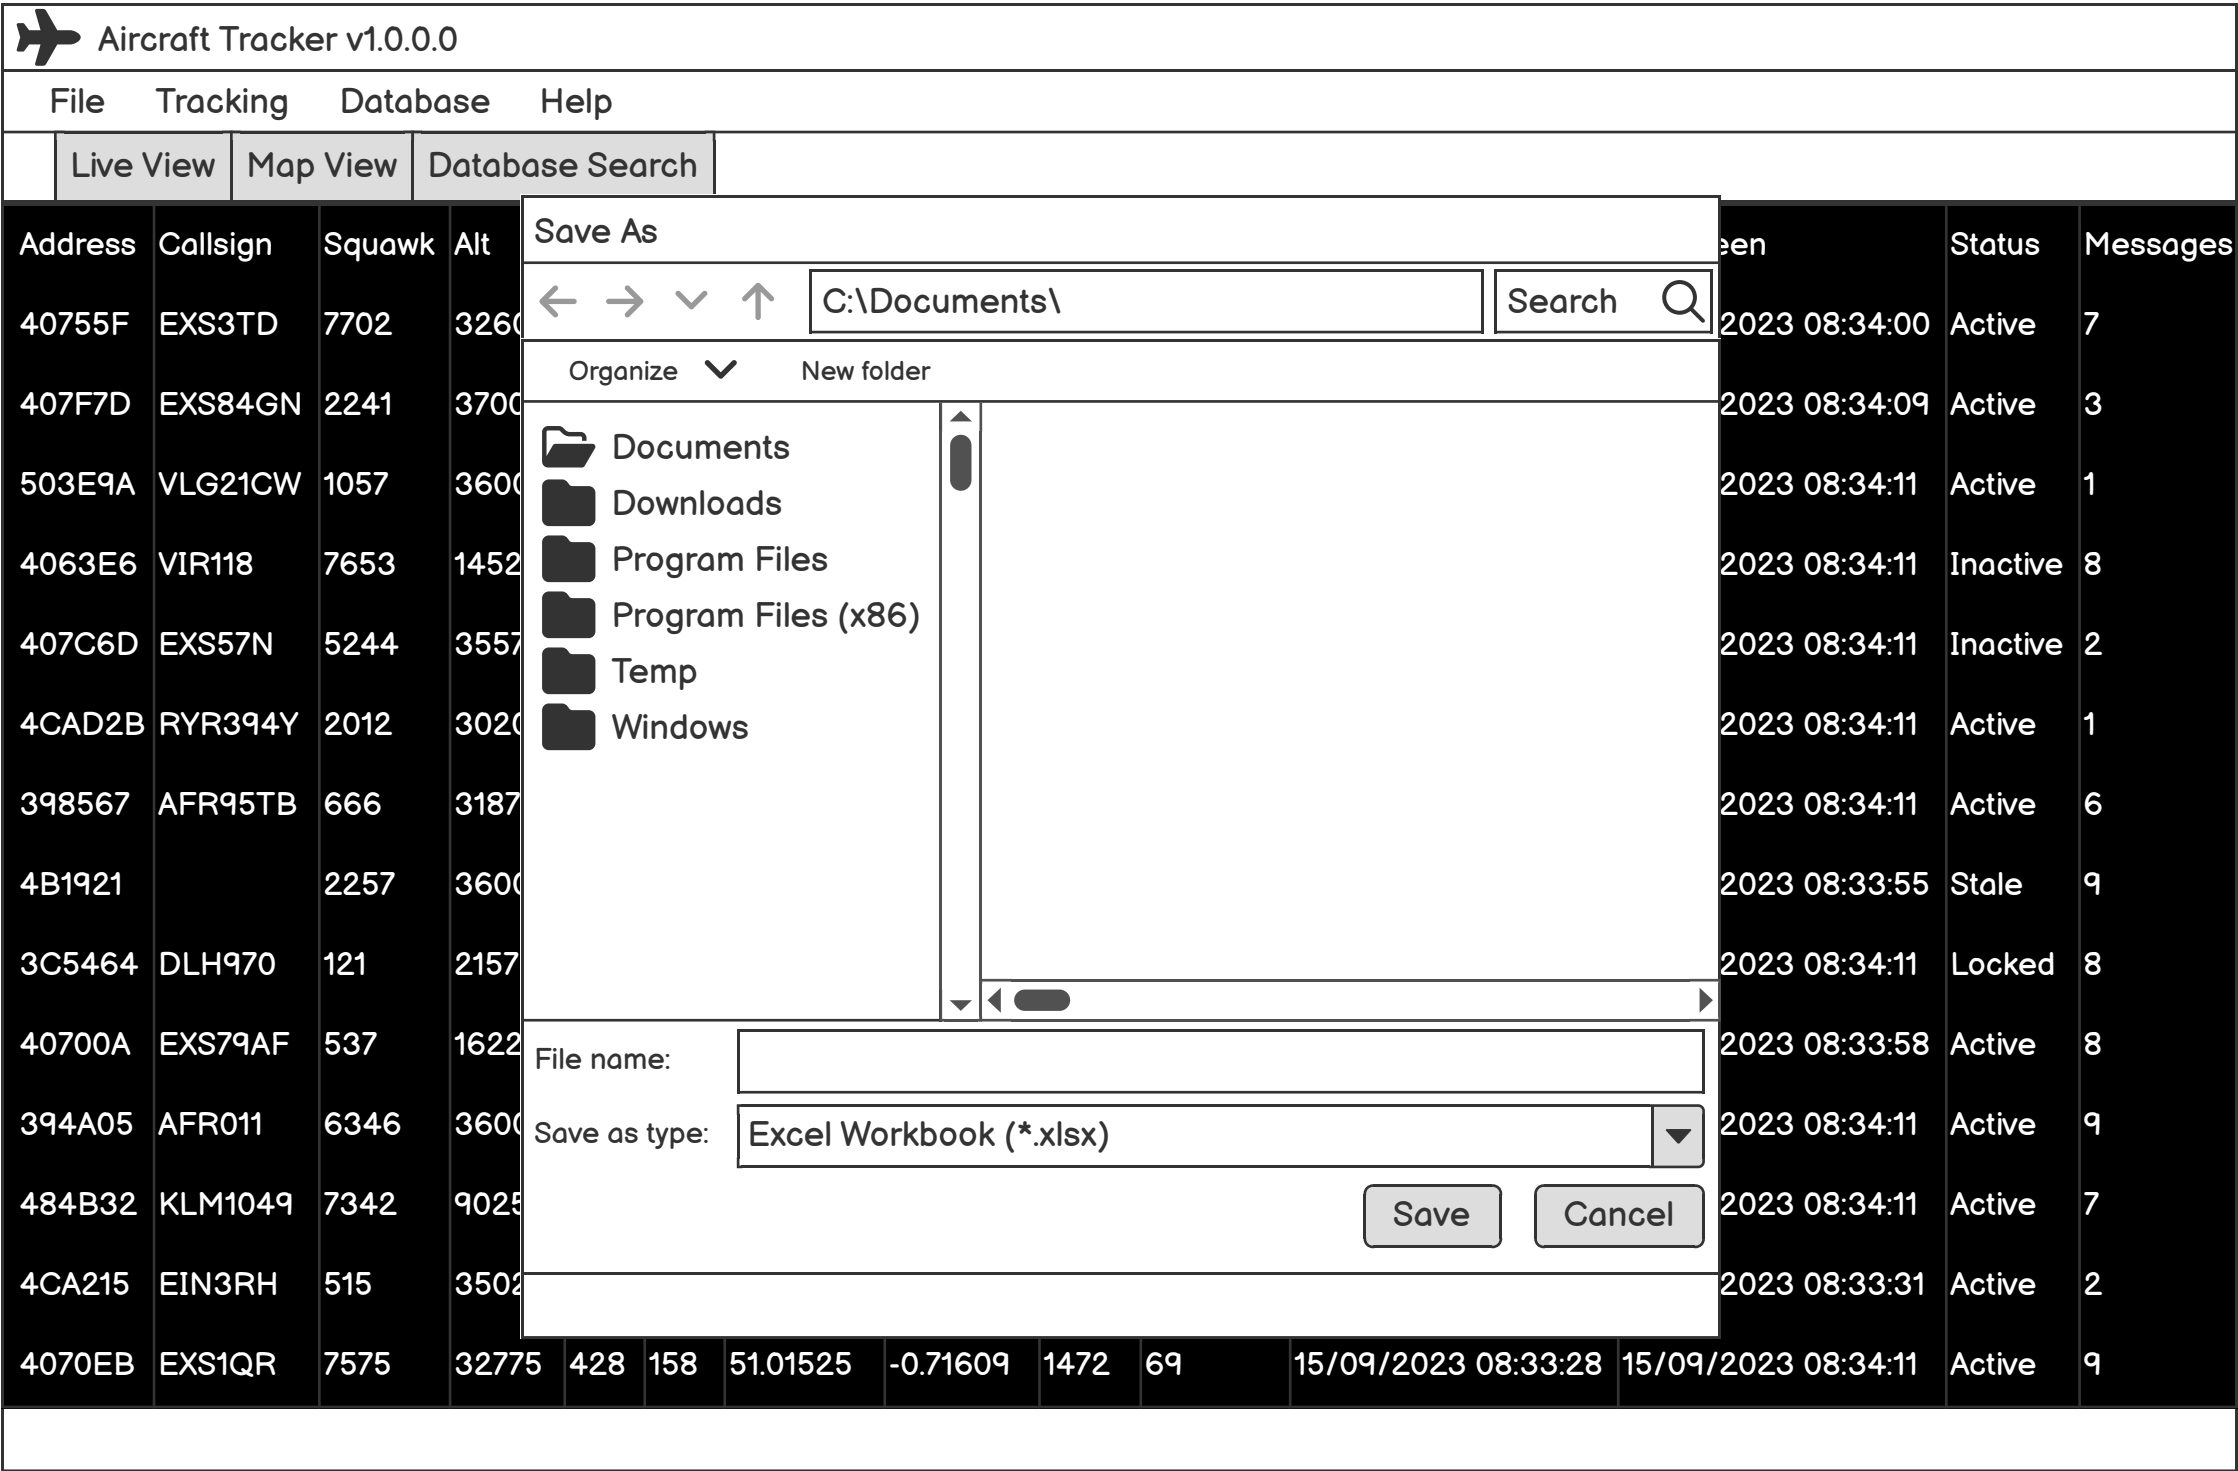 Aircraft Tracker v1.0.0.0
File Tracking Database Help
Live View Map View Database Search
Save As
C:\Documents\ Search
Organize New folder
Documents
Downloads
Program Files
Program Files (x86)
Temp
Windows
File name:
Save as type: Excel Workbook (*.xlsx)
Save Cancel
Address Callsign Squawk Alt Status Messages
40755F EXS3TD 7702 2023 08:34:00 Active 7
407F7D EXS84GN 2241 2023 08:34:09 Active 3
503E9A VLG21CW 1057 2023 08:34:11 Active 1
4063E6 VIR118 7653 2023 08:34:11 Inactive 8
407C6D EXS57N 5244 2023 08:34:11 Inactive 2
4CAD2B RYR394Y 2012 2023 08:34:11 Active 1
398567 AFR95TB 666 2023 08:34:11 Active 6
4B1921 2257 2023 08:33:55 Stale 9
3C5464 DLH970 121 2023 08:34:11 Locked 8
40700A EXS79AF 537 2023 08:33:58 Active 8
394A05 AFR011 6346 2023 08:34:11 Active 9
484B32 KLM1049 7342 2023 08:34:11 Active 7
4CA215 EIN3RH 515 2023 08:33:31 Active 2
4070EB EXS1QR 7575 32775 428 158 51.01525 -0.71609 1472 69 15/09/2023 08:33:28 15/09/2023 08:34:11 Active 9